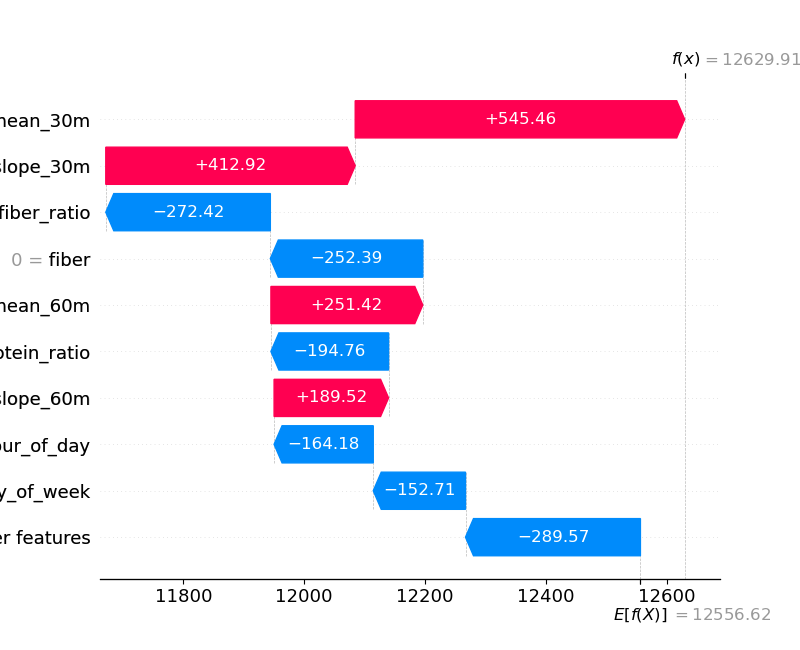 f(x) = 12629.91
mean_30m +545.46
slope_30m +412.92
fiber_ratio −272.42
0 = fiber −252.39
mean_60m +251.42
otein_ratio −194.76
slope_60m +189.52
our_of_day −164.18
y_of_week −152.71
er features −289.57
11800 12000 12200 12400 12600
E[f(X)] = 12556.62